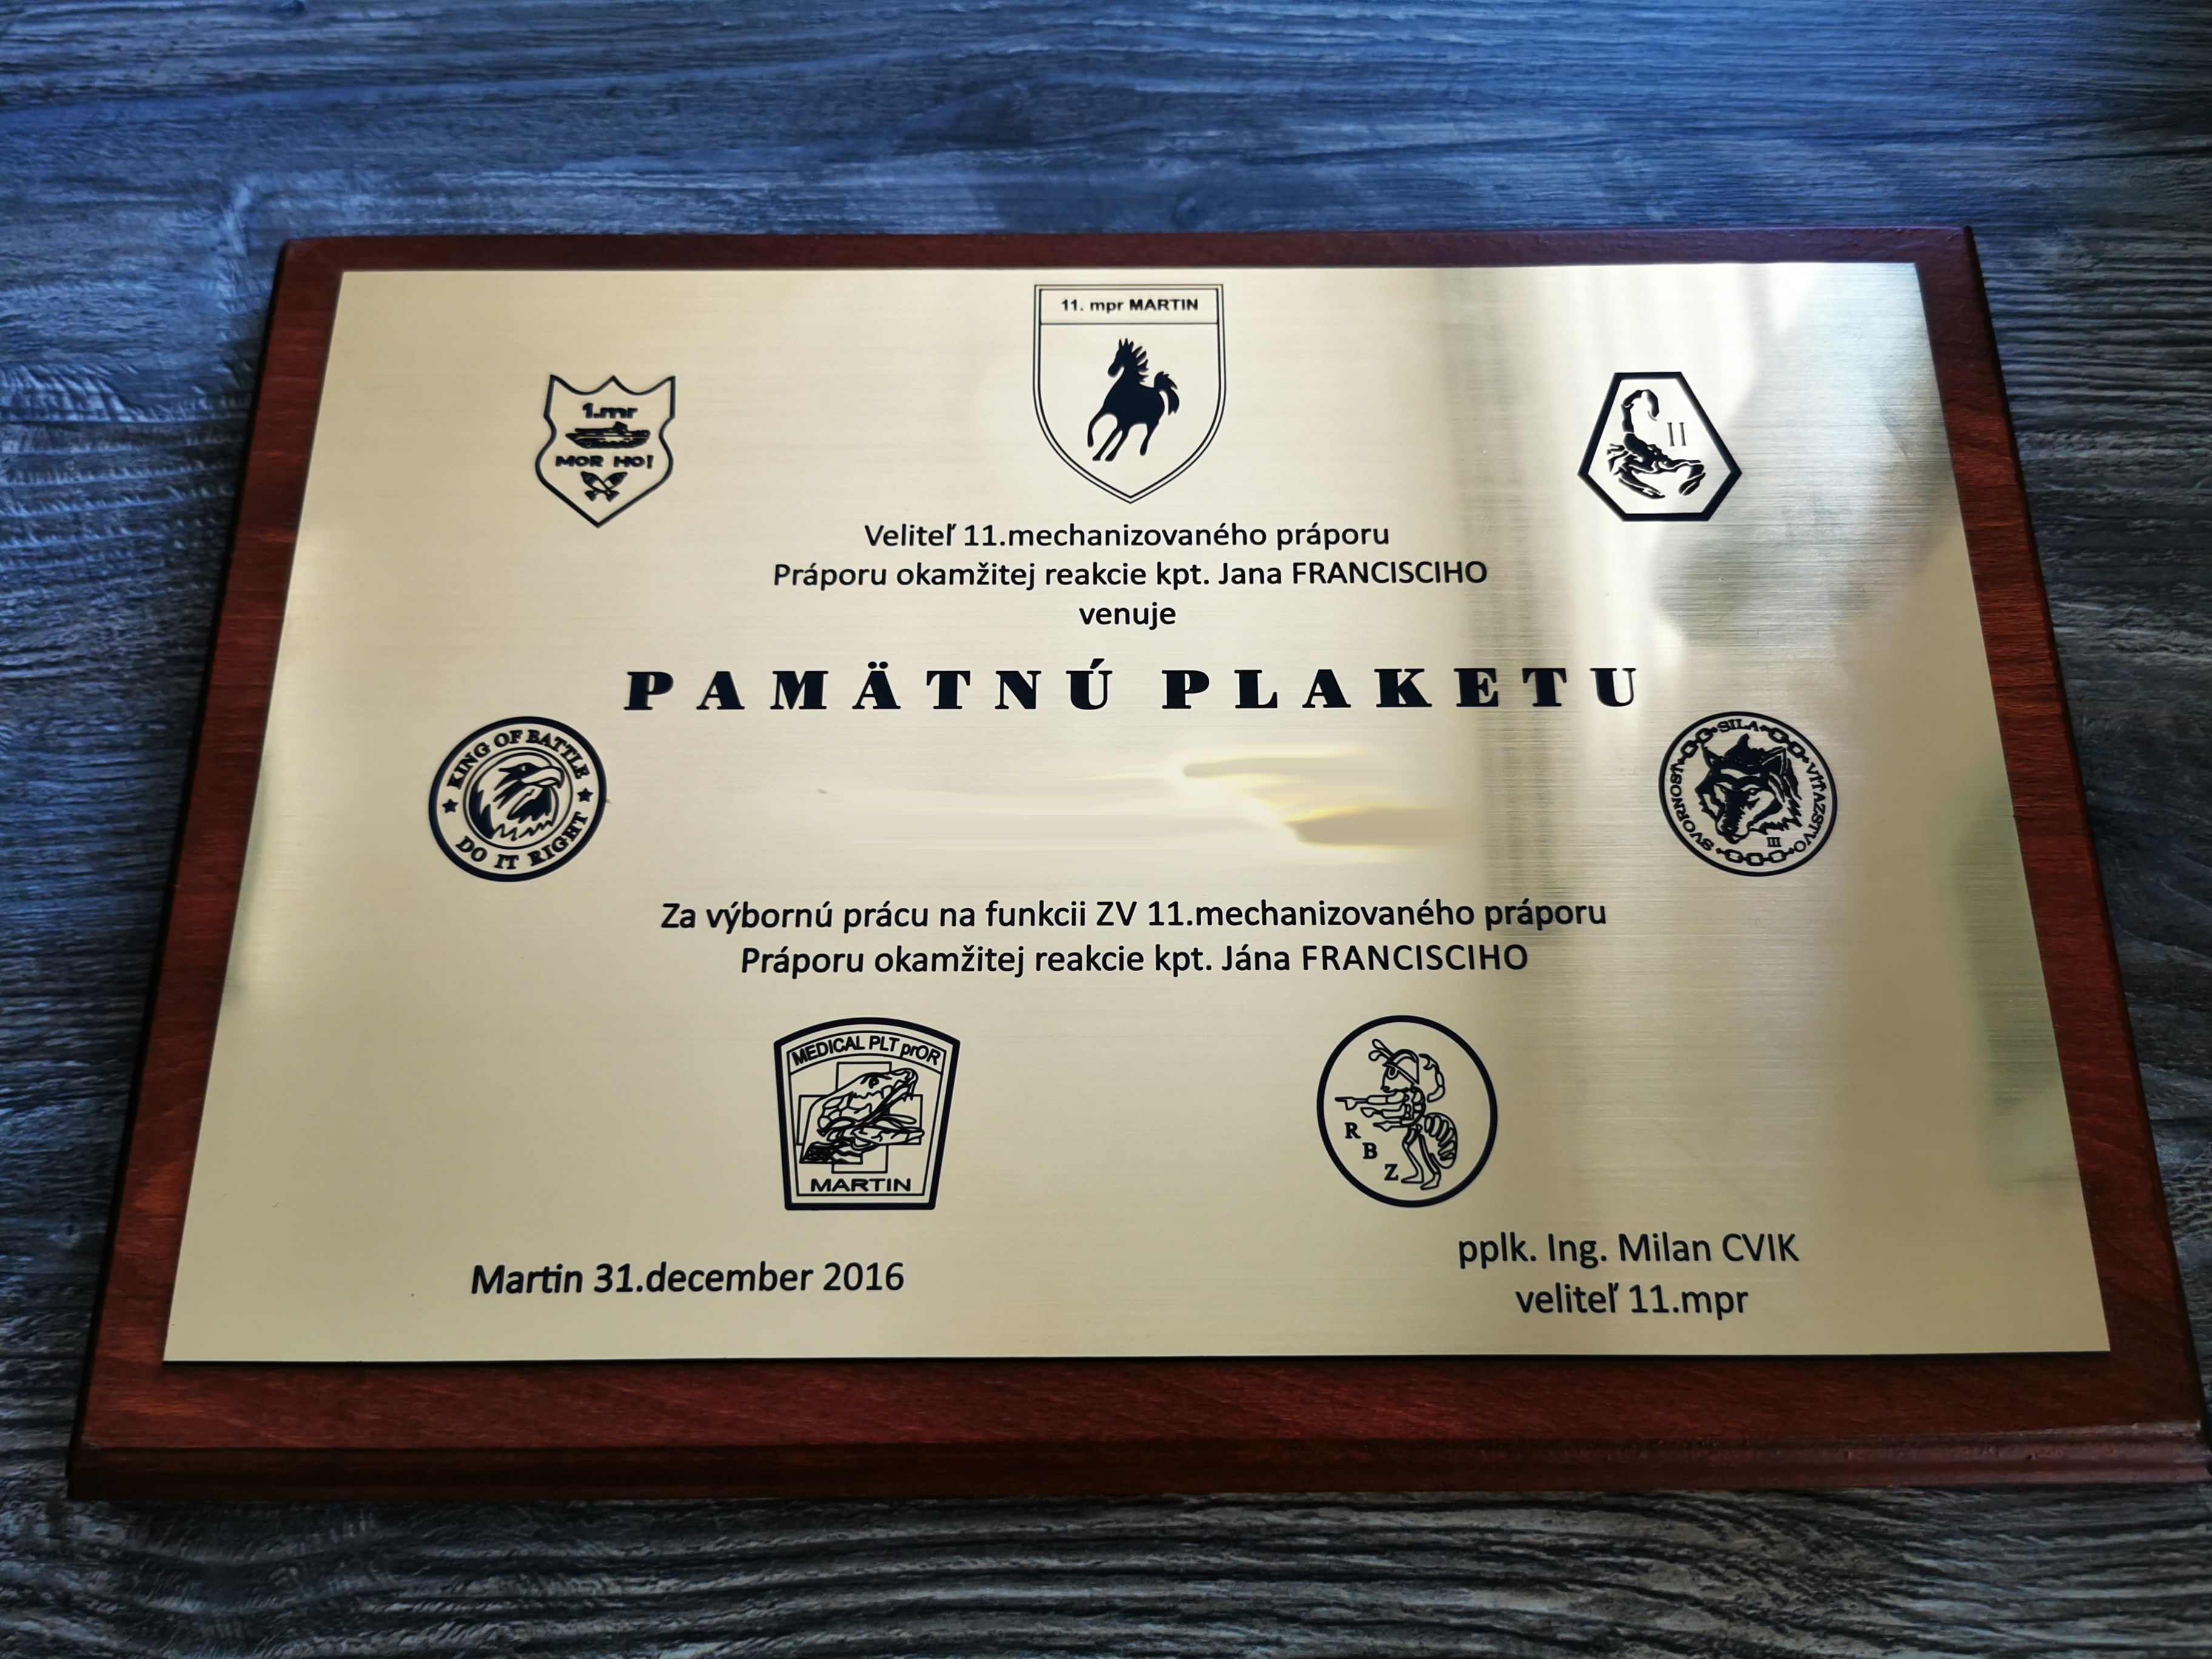 11. mpr MARTIN
1.mr
MOR HO!
II
Veliteľ 11.mechanizovaného práporu
Práporu okamžitej reakcie kpt. Jana FRANCISCIHO
venuje
PAMÄTNÚ PLAKETU
KING OF BATTLE
DO IT RIGHT
SVORNOSŤ SILA VÍŤAZSTVO
III
Za výbornú prácu na funkcii ZV 11.mechanizovaného práporu
Práporu okamžitej reakcie kpt. Jána FRANCISCIHO
MEDICAL PLT prOR
MARTIN
R
B
Z
Martin 31.december 2016
pplk. Ing. Milan CVIK
veliteľ 11.mpr